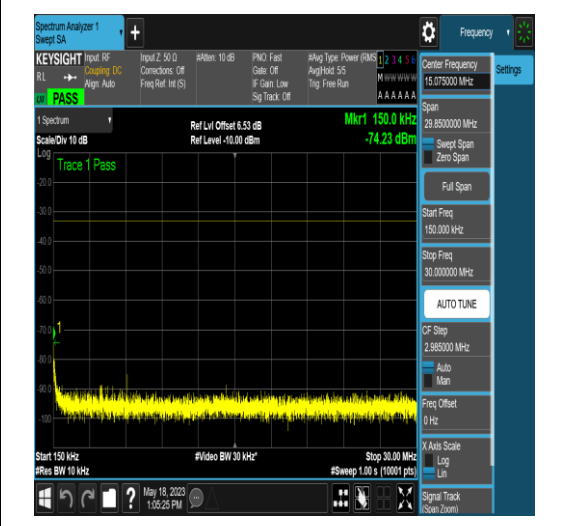 Spectrum Analyzer 1
Swept SA
+
Frequency
KEYSIGHT
RL
PASS
Input: RF
Coupling: DC
Align: Auto
Input Z: 50 Ω
Corrections: Off
Freq Ref: Int (S)
#Atten: 10 dB
PNO: Fast
Gate: Off
IF Gain: Low
Sig Track: Off
#Avg Type: Power (RMS
Avg|Hold: 5/5
Trig: Free Run
1 2 3 4 5 6
M W W W W W
A A A A A A
Center Frequency
15.075000 MHz
Settings
Span
29.8500000 MHz
Swept Span
Zero Span
Full Span
Start Freq
150.000 kHz
Stop Freq
30.000000 MHz
AUTO TUNE
CF Step
2.985000 MHz
Auto
Man
Freq Offset
0 Hz
X Axis Scale
Log
Lin
Signal Track
(Span Zoom)
1 Spectrum
Scale/Div 10 dB
Ref Lvl Offset 6.53 dB
Ref Level -10.00 dBm
Mkr1 150.0 kHz
-74.23 dBm
Log
Trace 1 Pass
-20.0
-30.0
-40.0
-50.0
-60.0
-70.0
1
-80.0
-90.0
-100
Start 150 kHz
#Res BW 10 kHz
#Video BW 30 kHz*
Stop 30.00 MHz
#Sweep 1.00 s (10001 pts)
?
May 18, 2023
1:05:25 PM